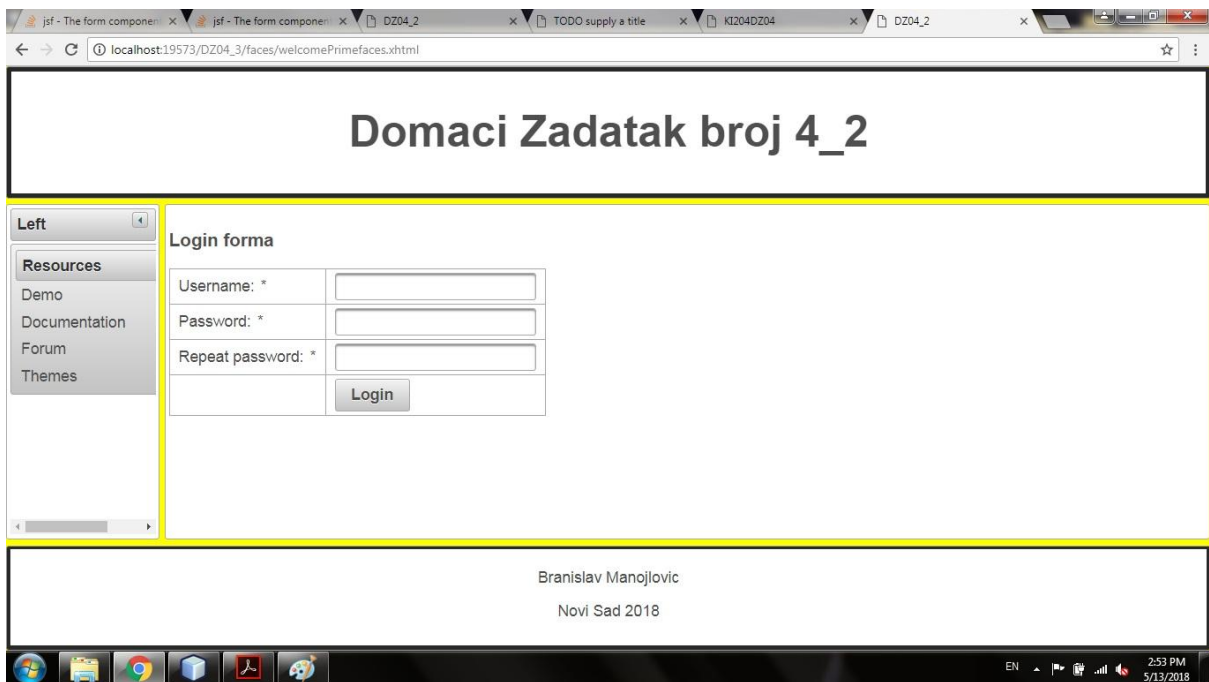 jsf - The form componen
jsf - The form componen
DZ04_2
TODO supply a title
KI204DZ04
DZ04_2
localhost:19573/DZ04_3/faces/welcomePrimefaces.xhtml
Domaci Zadatak broj 4_2
Left
Resources
Demo
Documentation
Forum
Themes
Login forma
Username: *
Password: *
Repeat password: *
Login
Branislav Manojlovic
Novi Sad 2018
EN
2:53 PM
5/13/2018